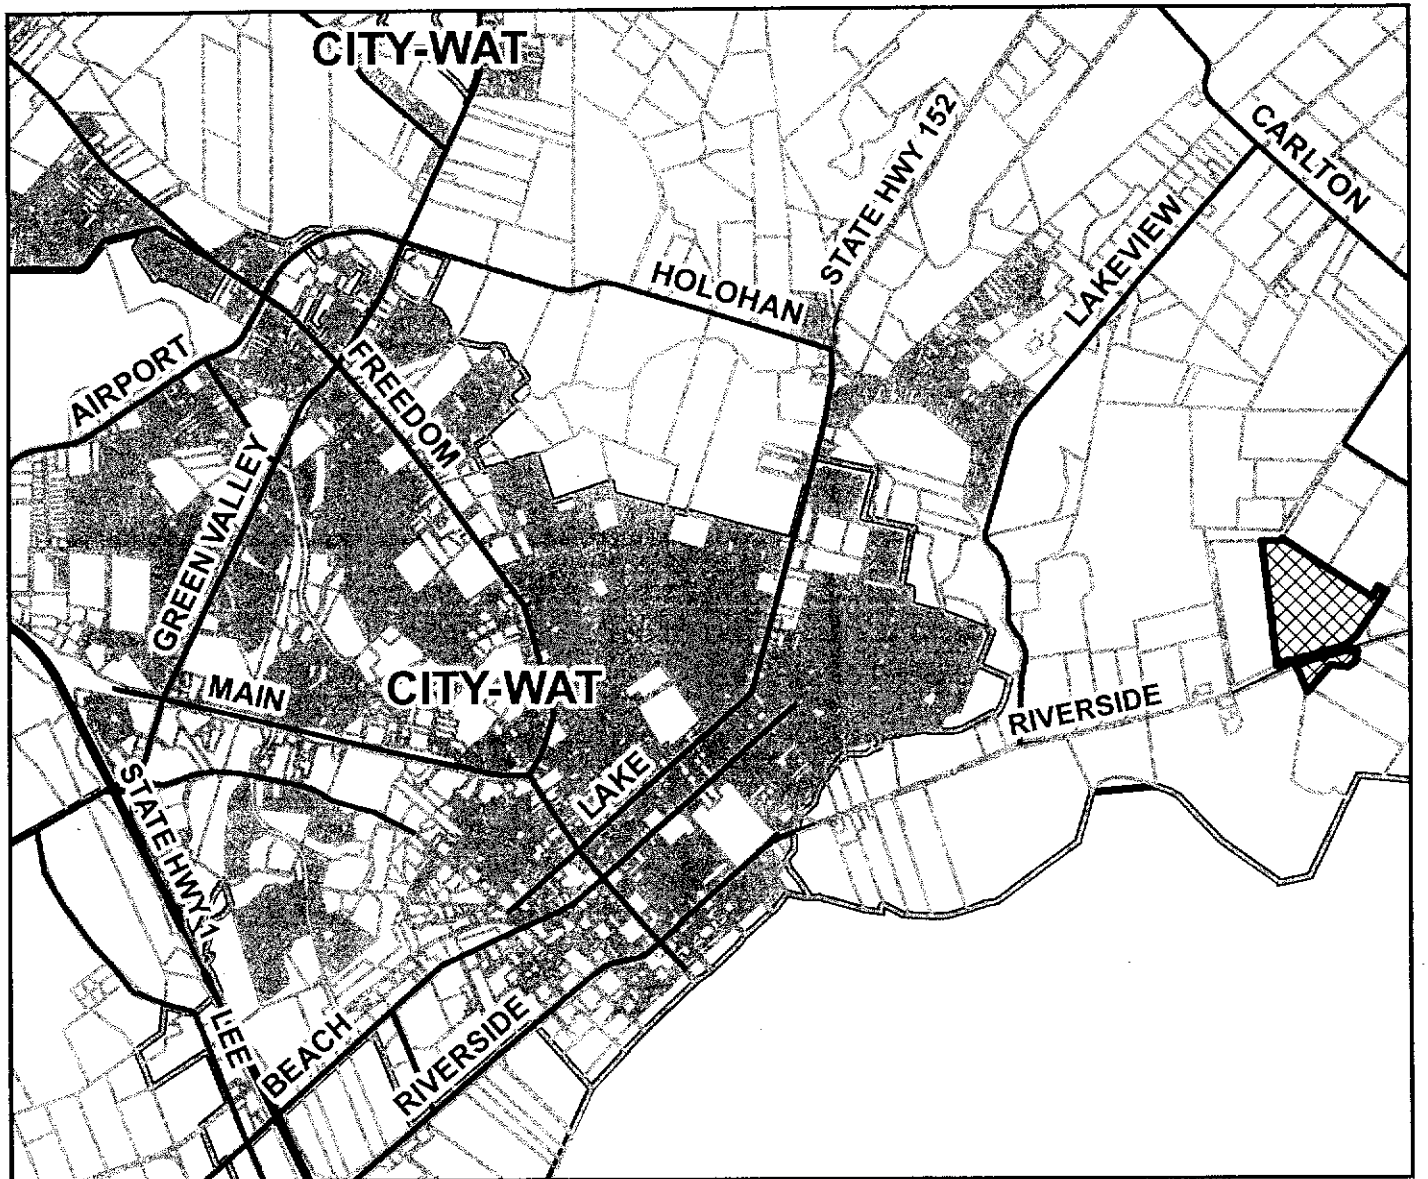 CITY-WAT
STATE HWY 152
CARLTON
LAKEVIEW
HOLOHAN
AIRPORT
FREEDOM
GREEN VALLEY
MAIN
CITY-WAT
RIVERSIDE
LAKE
STATE HWY 1
LEE
BEACH
RIVERSIDE